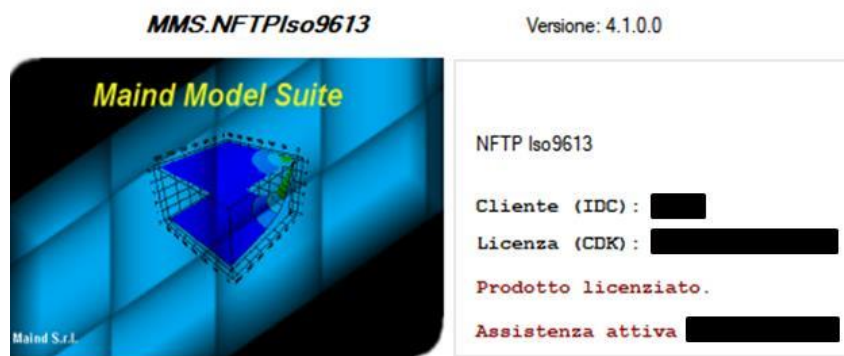 MMS.NFTPIso9613
Versione: 4.1.0.0
Maind Model Suite
Maind S.r.l.
NFTP Iso9613
Cliente (IDC):
Licenza (CDK):
Prodotto licenziato.
Assistenza attiva